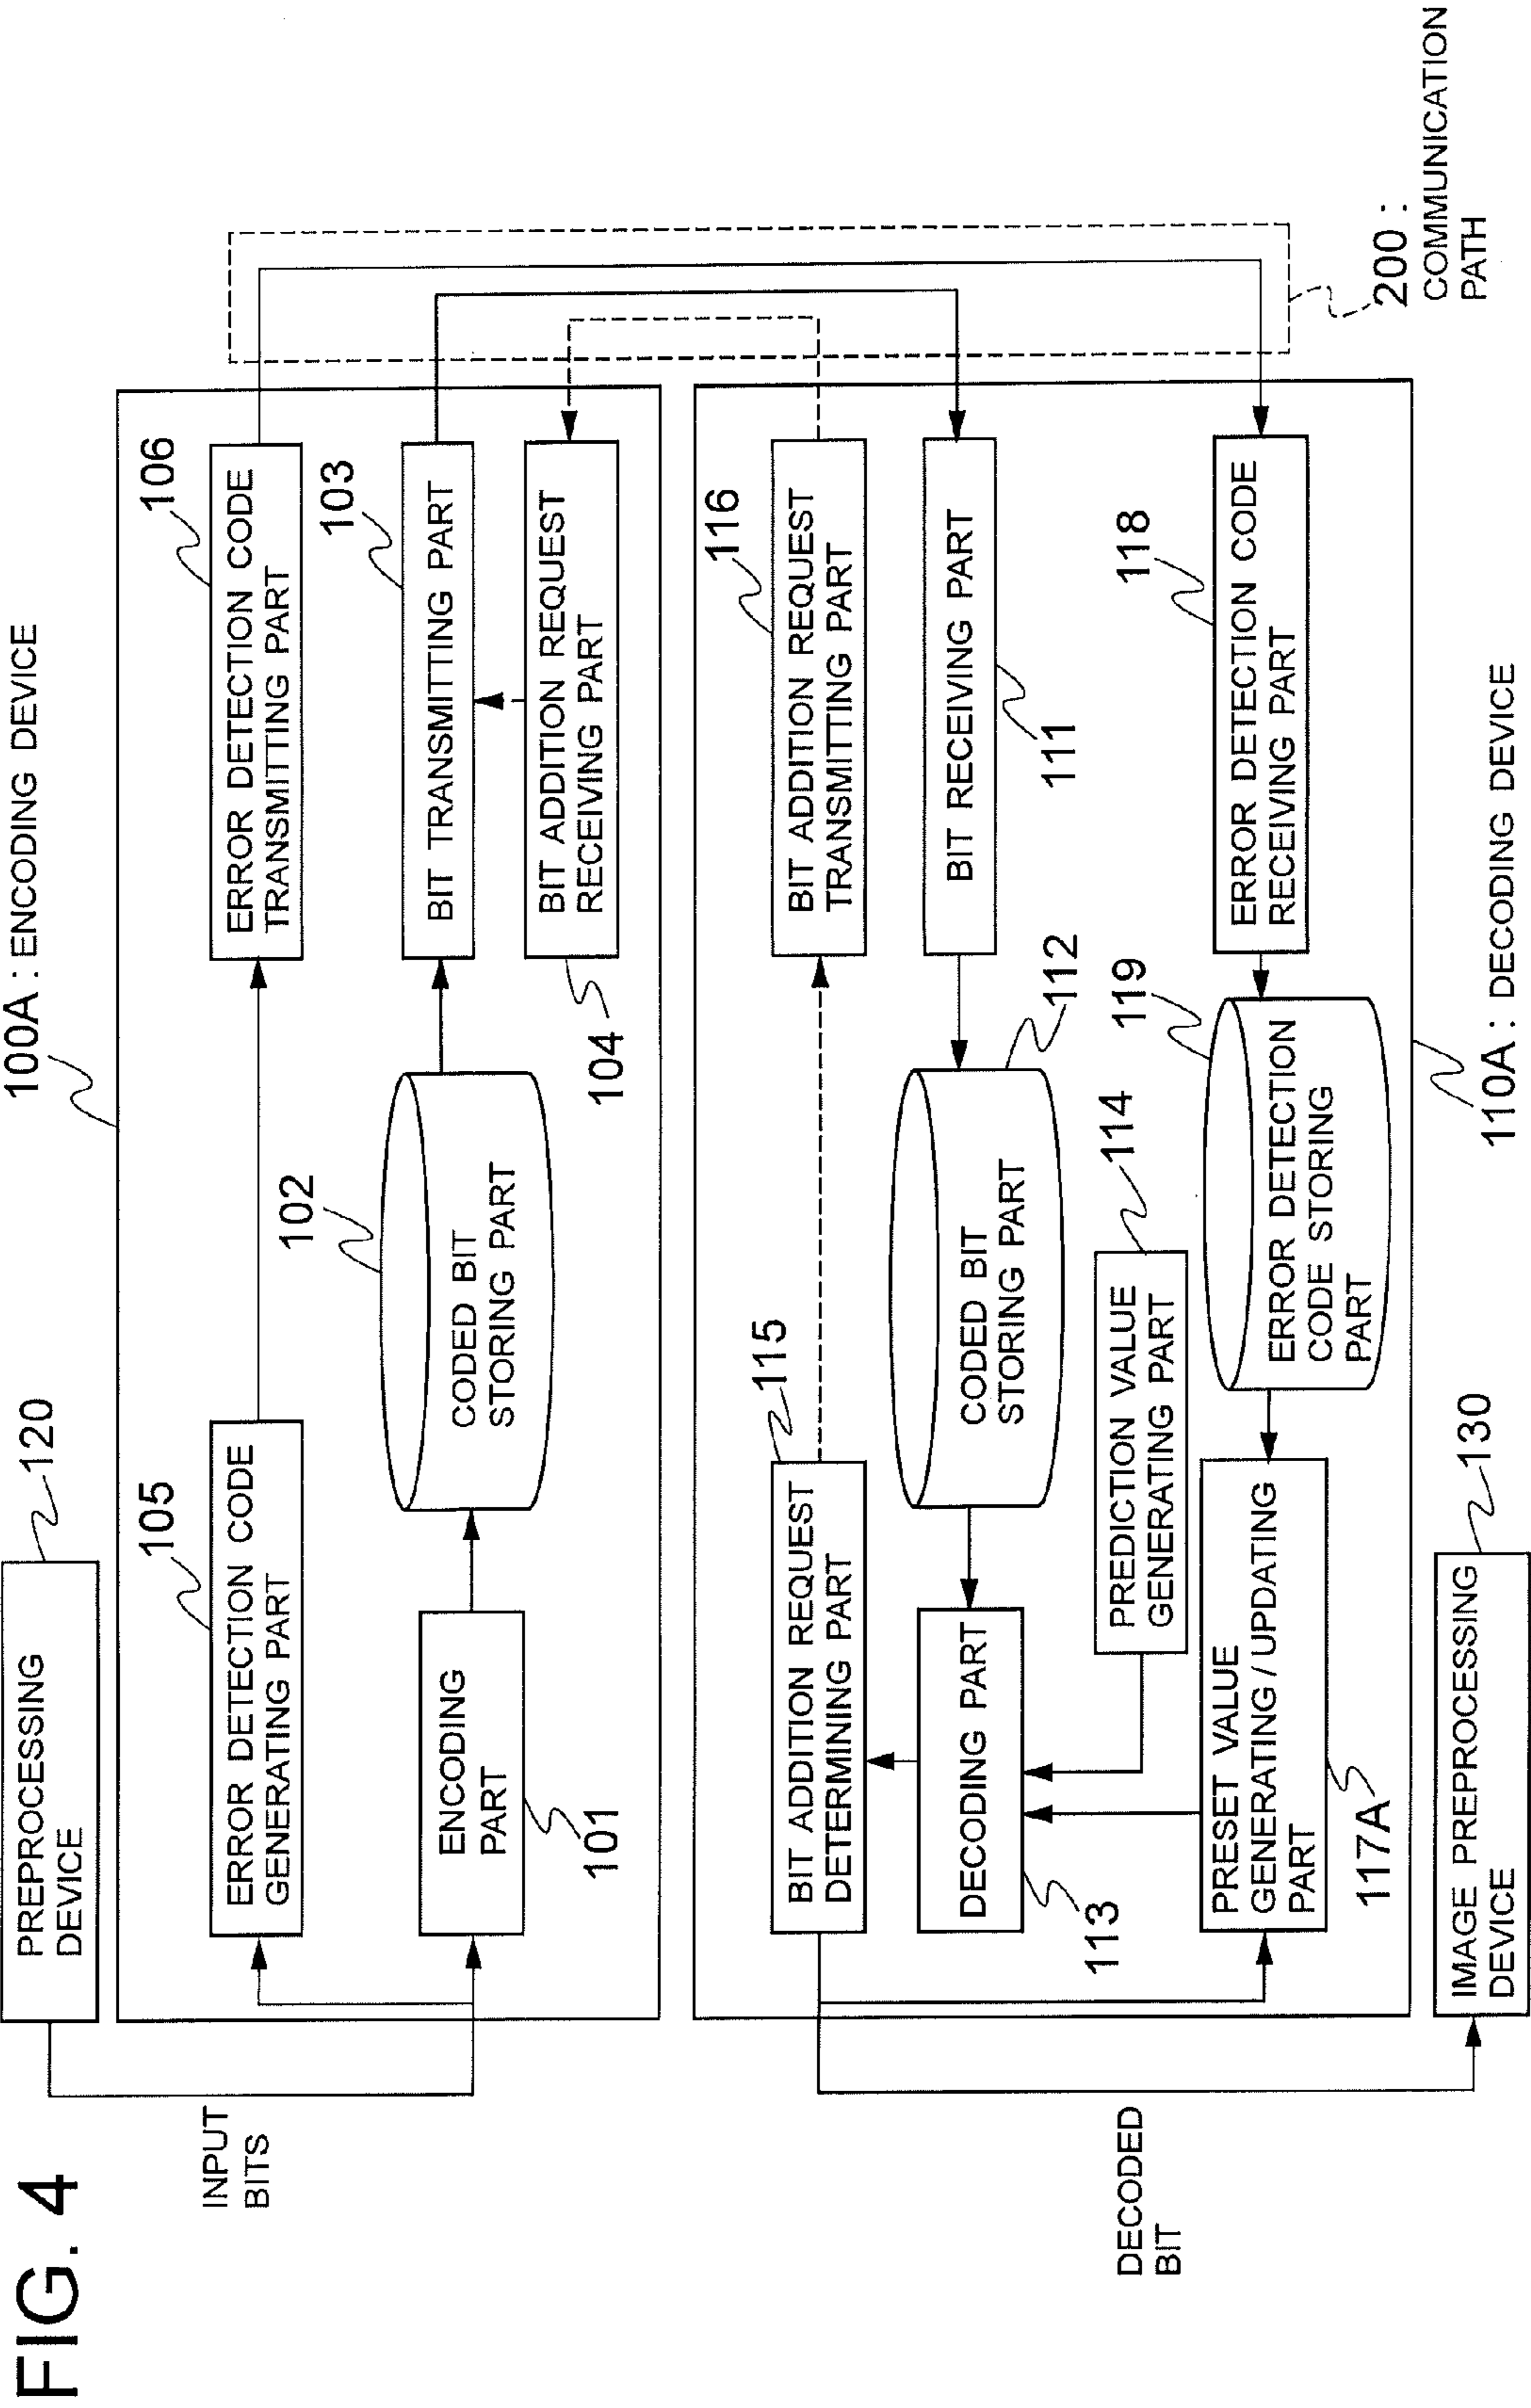 FIG. 4
PREPROCESSING
DEVICE
120
100A : ENCODING DEVICE
INPUT
BITS
105
ERROR DETECTION CODE
GENERATING PART
106
ERROR DETECTION CODE
TRANSMITTING PART
102
103
ENCODING
PART
101
CODED BIT
STORING PART
BIT TRANSMITTING PART
BIT ADDITION REQUEST
RECEIVING PART
104
115
BIT ADDITION REQUEST
DETERMINING PART
116
BIT ADDITION REQUEST
TRANSMITTING PART
DECODING PART
113
CODED BIT
STORING PART
112
BIT RECEIVING PART
111
PREDICTION VALUE
GENERATING PART
114
DECODED
BIT
PRESET VALUE
GENERATING / UPDATING
PART
117A
119
ERROR DETECTION
CODE STORING
PART
118
ERROR DETECTION CODE
RECEIVING PART
200 :
COMMUNICATION
PATH
IMAGE PREPROCESSING
DEVICE
130
110A : DECODING DEVICE